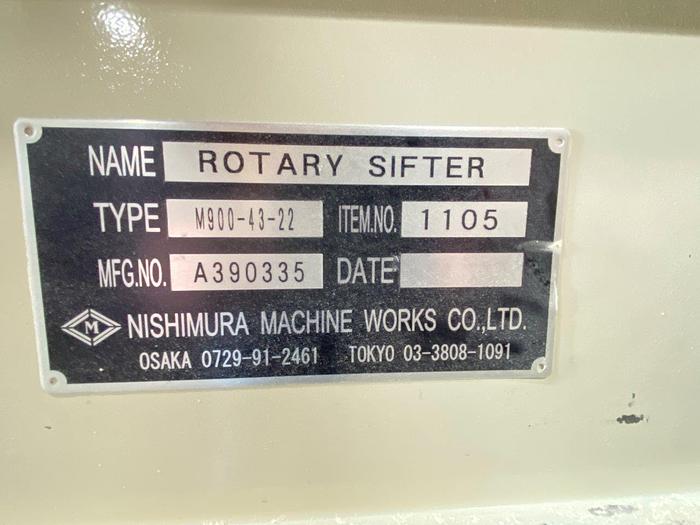 NAME ROTARY SIFTER
TYPE M900-43-22 ITEM.NO. 1105
MFG.NO. A390335 DATE
M NISHIMURA MACHINE WORKS CO.,LTD.
OSAKA 0729-91-2461 TOKYO 03-3808-1091